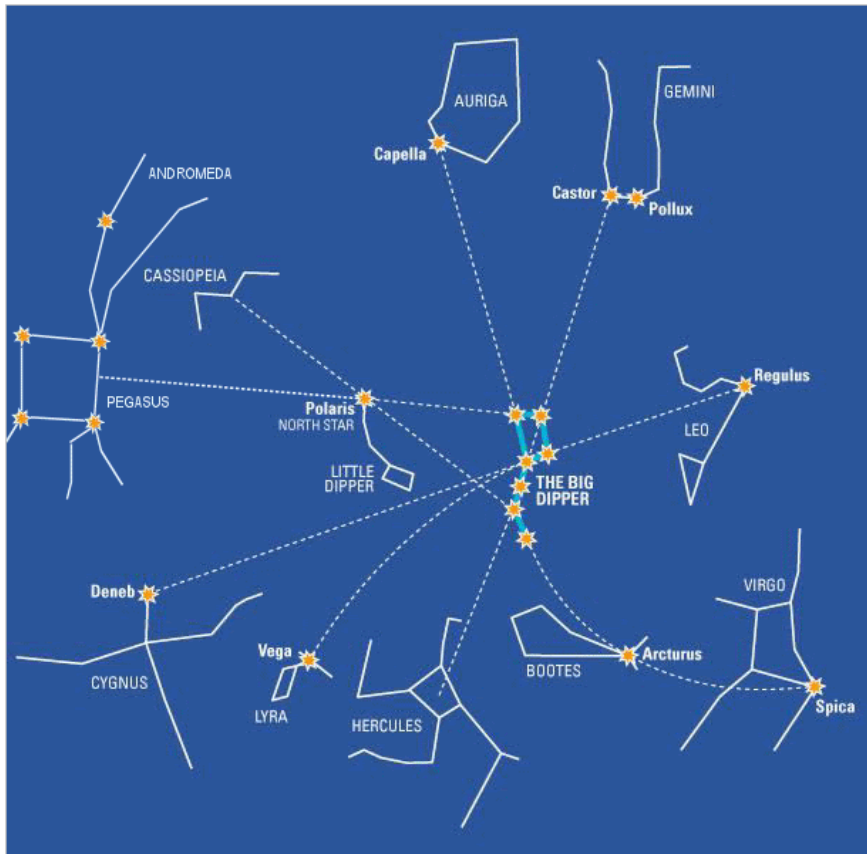 AURIGA
GEMINI
Capella
ANDROMEDA
Castor
Pollux
CASSIOPEIA
Regulus
PEGASUS
Polaris
NORTH STAR
LEO
LITTLE
DIPPER
THE BIG
DIPPER
Deneb
VIRGO
Vega
Arcturus
BOOTES
CYGNUS
LYRA
HERCULES
Spica